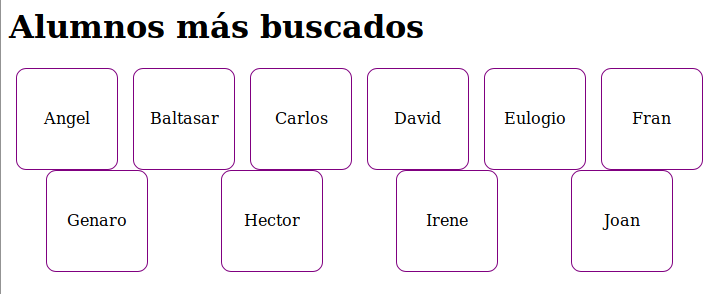 Alumnos más buscados
Angel Baltasar Carlos David Eulogio Fran
Genaro Hector Irene Joan